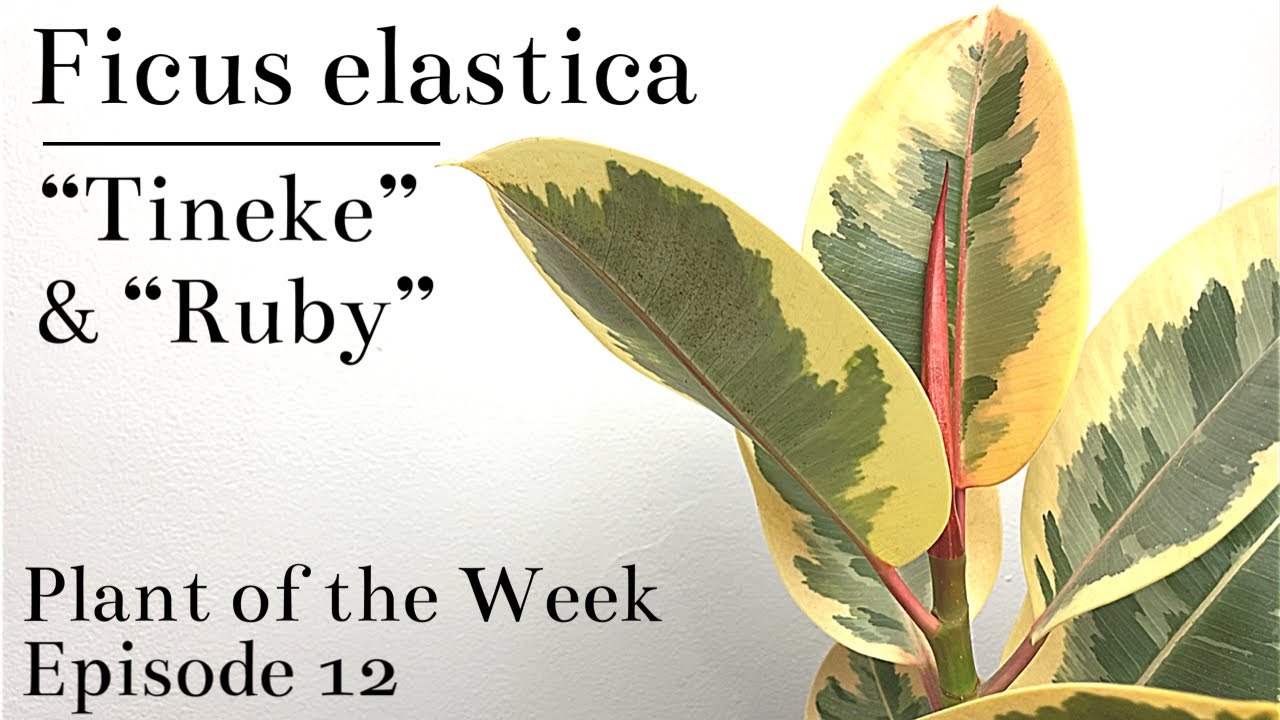 Ficus elastica
“Tineke”
& “Ruby”
Plant of the Week
Episode 12